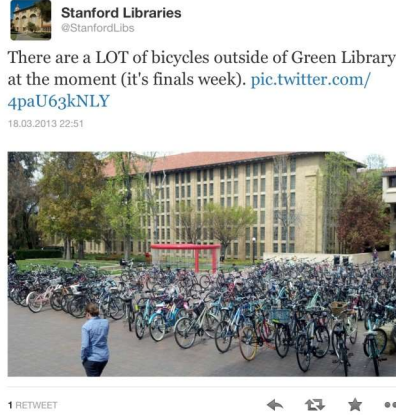 Stanford Libraries
@StanfordLibs
There are a LOT of bicycles outside of Green Library
at the moment (it's finals week). pic.twitter.com/
4paU63kNLY
18.03.2013 22:51
1 RETWEET